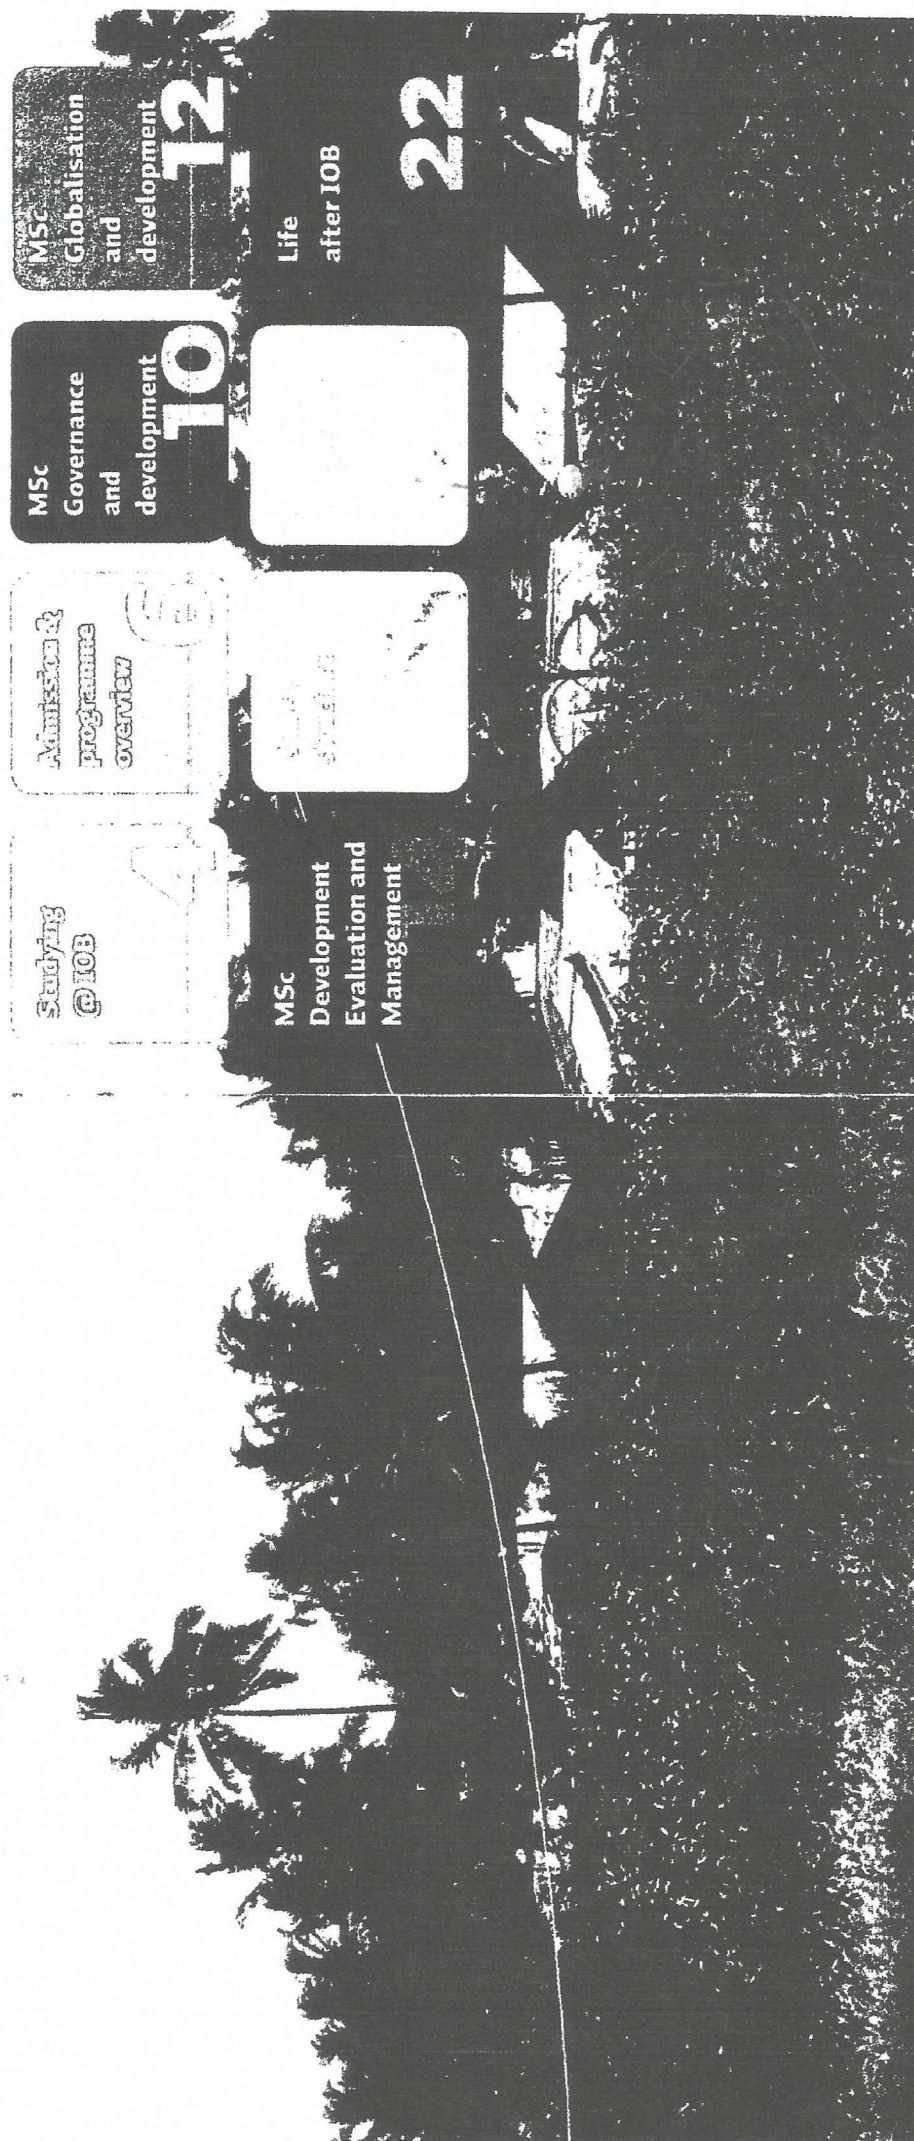 Studying
@ IOB
4
Admission &
programme
overview
6
MSc
Governance
and
development
10
MSc
Globalisation
and
development
12
MSc
Development
Evaluation and
Management
Life
after IOB
22